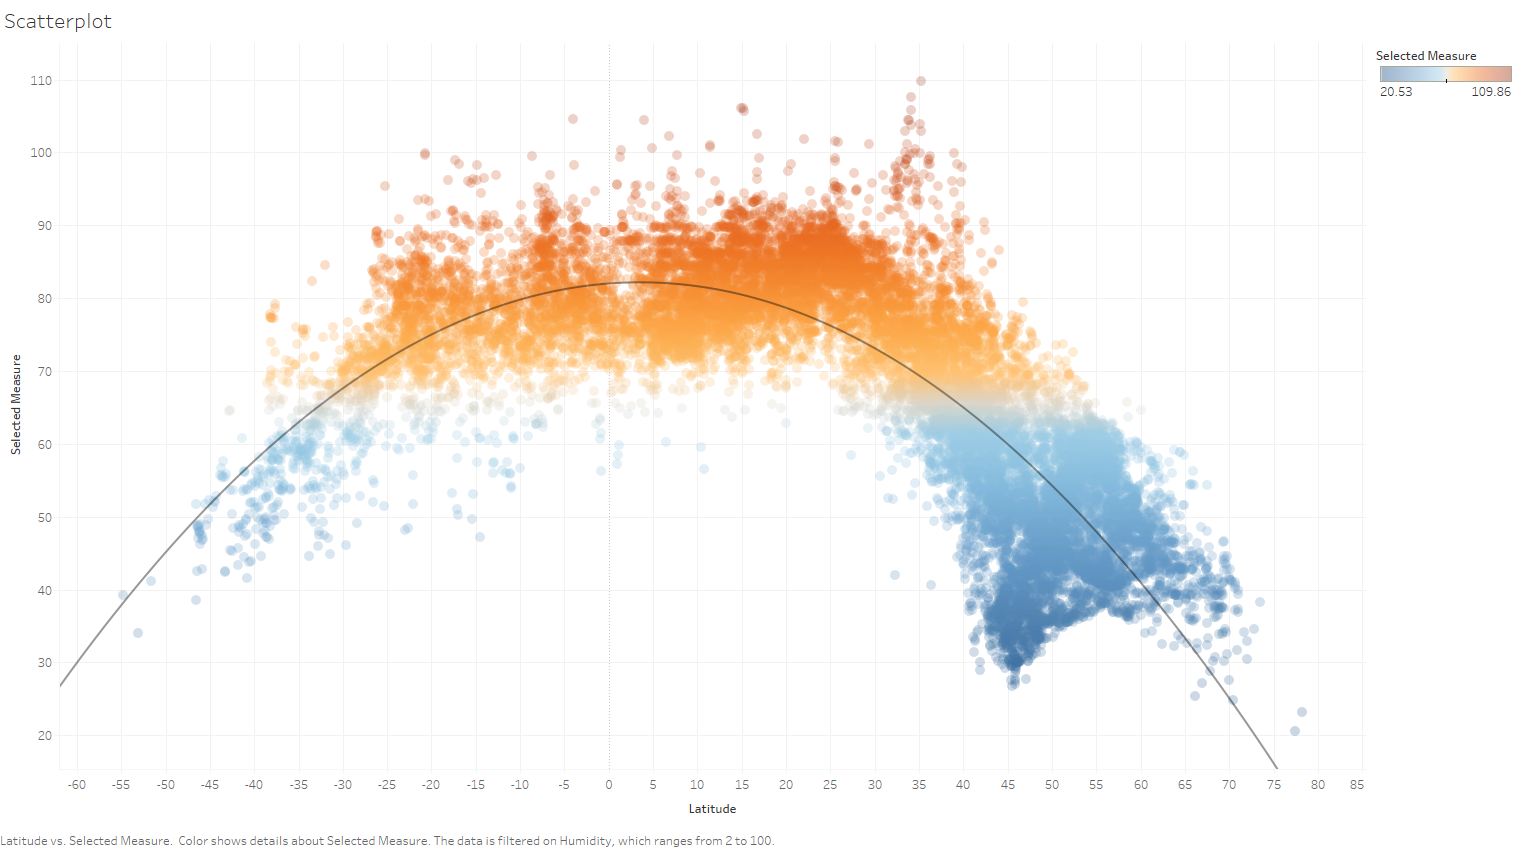 Scatterplot
Selected Measure
20.53 109.86
110
100
90
80
70
60
50
40
30
20
Selected Measure
-60 -55 -50 -45 -40 -35 -30 -25 -20 -15 -10 -5 0 5 10 15 20 25 30 35 40 45 50 55 60 65 70 75 80 85
Latitude
Latitude vs. Selected Measure. Color shows details about Selected Measure. The data is filtered on Humidity, which ranges from 2 to 100.